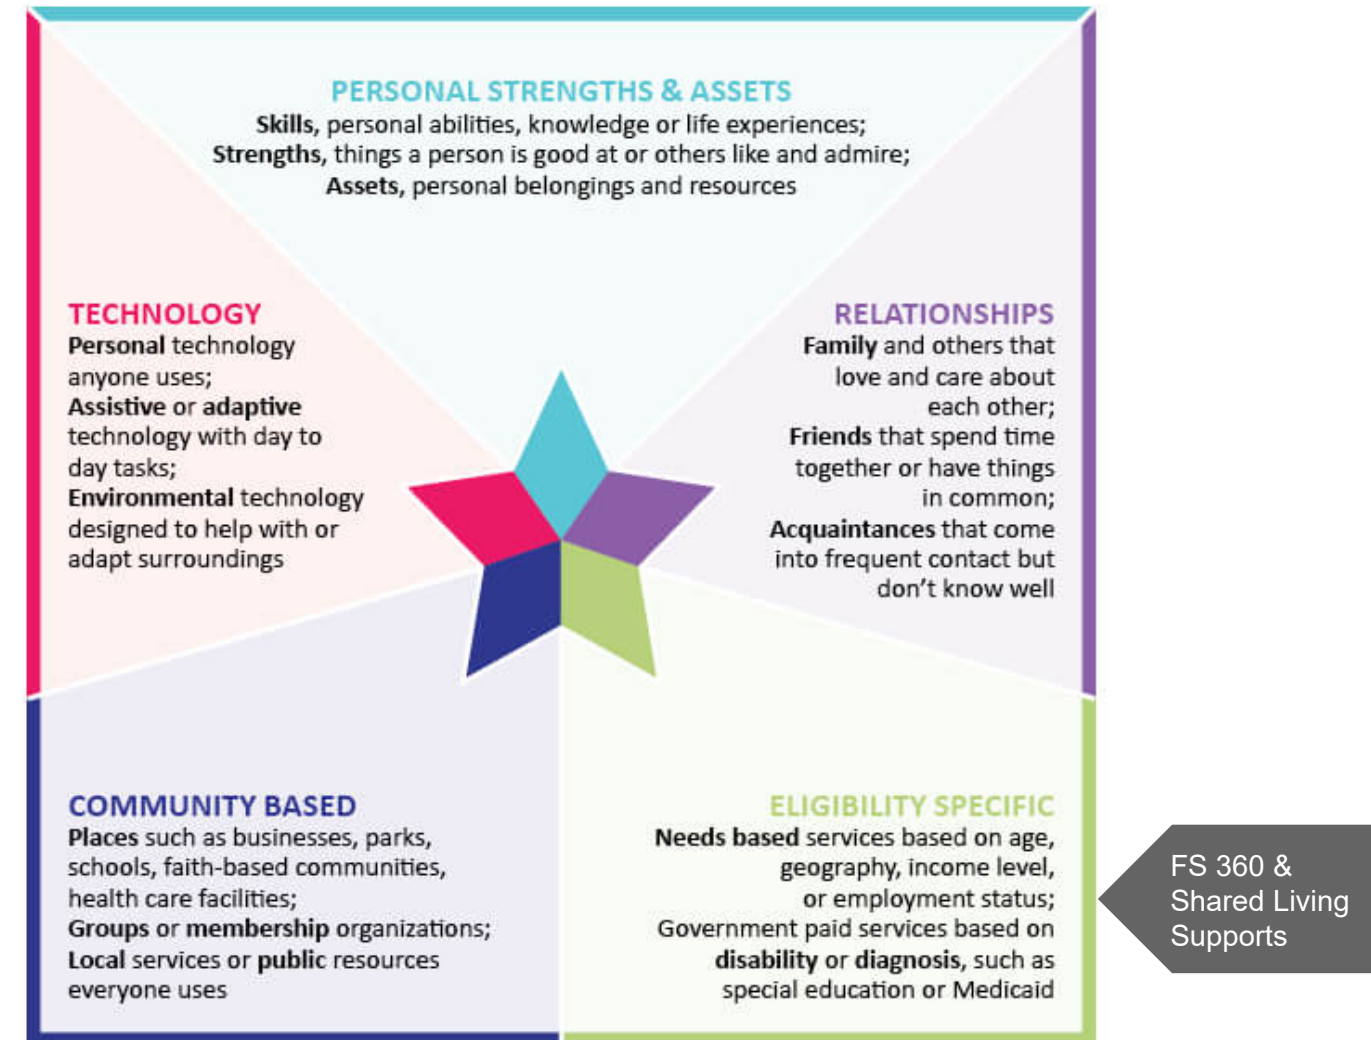 PERSONAL STRENGTHS & ASSETS
Skills, personal abilities, knowledge or life experiences;
Strengths, things a person is good at or others like and admire;
Assets, personal belongings and resources
TECHNOLOGY
Personal technology
anyone uses;
Assistive or adaptive
technology with day to
day tasks;
Environmental technology
designed to help with or
adapt surroundings
RELATIONSHIPS
Family and others that
love and care about
each other;
Friends that spend time
together or have things
in common;
Acquaintances that come
into frequent contact but
don’t know well
COMMUNITY BASED
Places such as businesses, parks,
schools, faith-based communities,
health care facilities;
Groups or membership organizations;
Local services or public resources
everyone uses
ELIGIBILITY SPECIFIC
Needs based services based on age,
geography, income level,
or employment status;
Government paid services based on
disability or diagnosis, such as
special education or Medicaid
FS 360 &
Shared Living
Supports